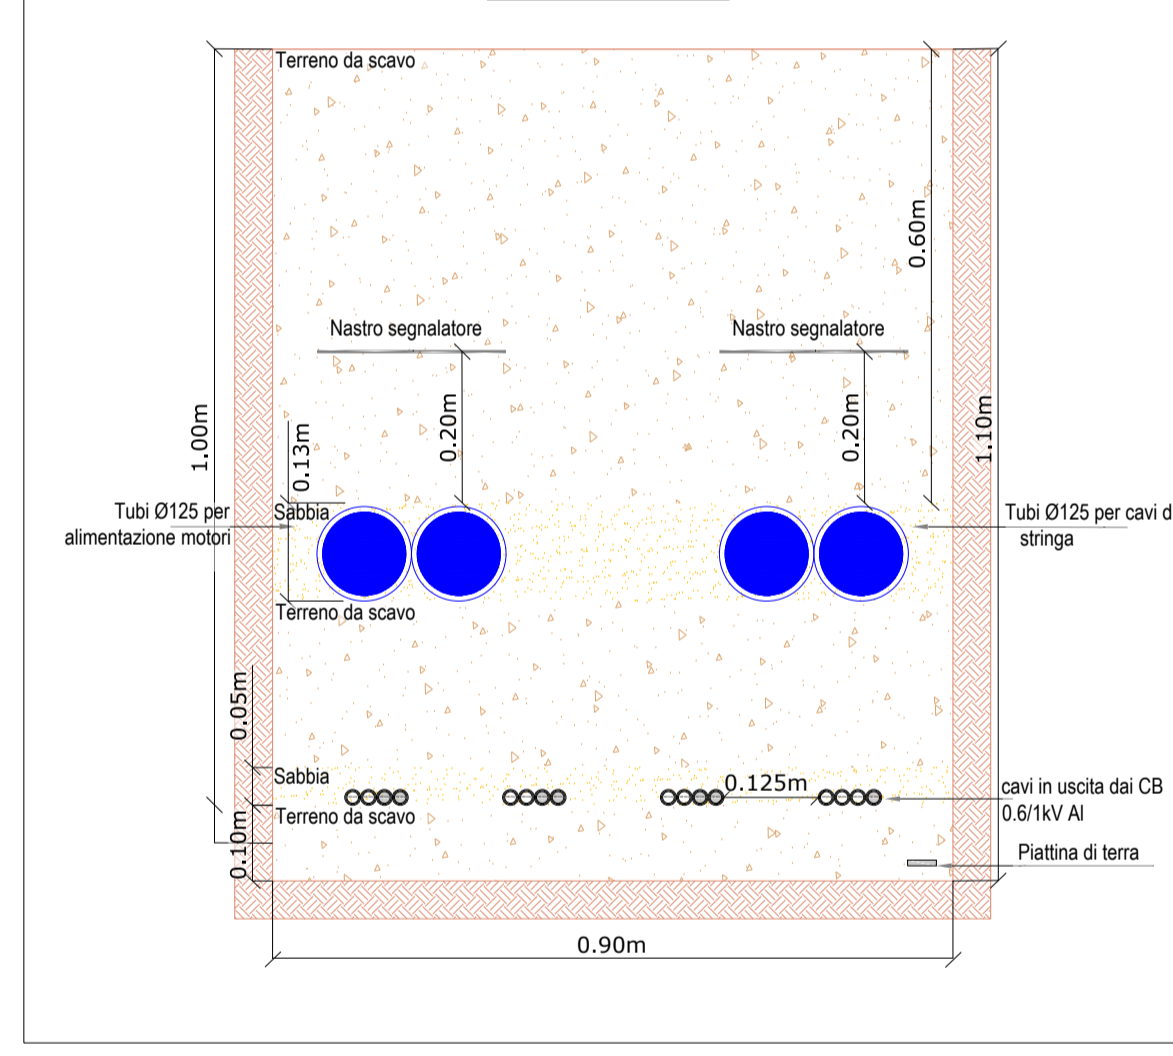 Terreno da scavo
0.60m
Nastro segnalatore
Nastro segnalatore
1.00m
0.13m
0.20m
0.20m
1.10m
Tubi Ø125 per
alimentazione motori
Sabbia
Tubi Ø125 per cavi d
stringa
Terreno da scavo
0.05m
Sabbia
0.125m
cavi in uscita dai CB
0.6/1kV Al
Terreno da scavo
0.10m
Piattina di terra
0.90m